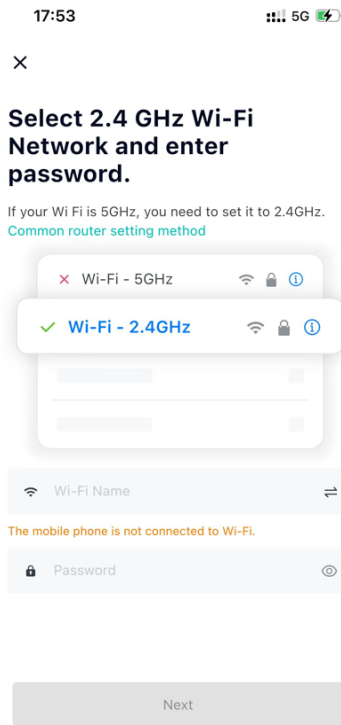 17:53
5G
Select 2.4 GHz Wi-Fi
Network and enter
password.
If your Wi Fi is 5GHz, you need to set it to 2.4GHz.
Common router setting method
Wi-Fi - 5GHz
Wi-Fi - 2.4GHz
Wi-Fi Name
The mobile phone is not connected to Wi-Fi.
Password
Next